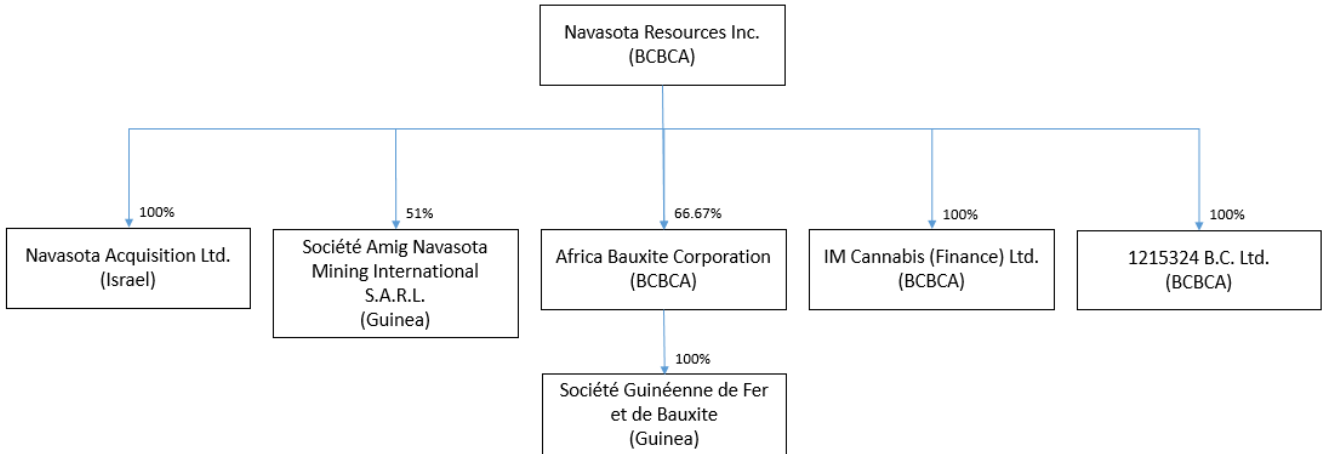 Navasota Resources Inc.
(BCBCA)
100%
51%
66.67%
100%
100%
Navasota Acquisition Ltd.
(Israel)
Société Amig Navasota
Mining International
S.A.R.L.
(Guinea)
Africa Bauxite Corporation
(BCBCA)
IM Cannabis (Finance) Ltd.
(BCBCA)
1215324 B.C. Ltd.
(BCBCA)
100%
Société Guinéenne de Fer
et de Bauxite
(Guinea)